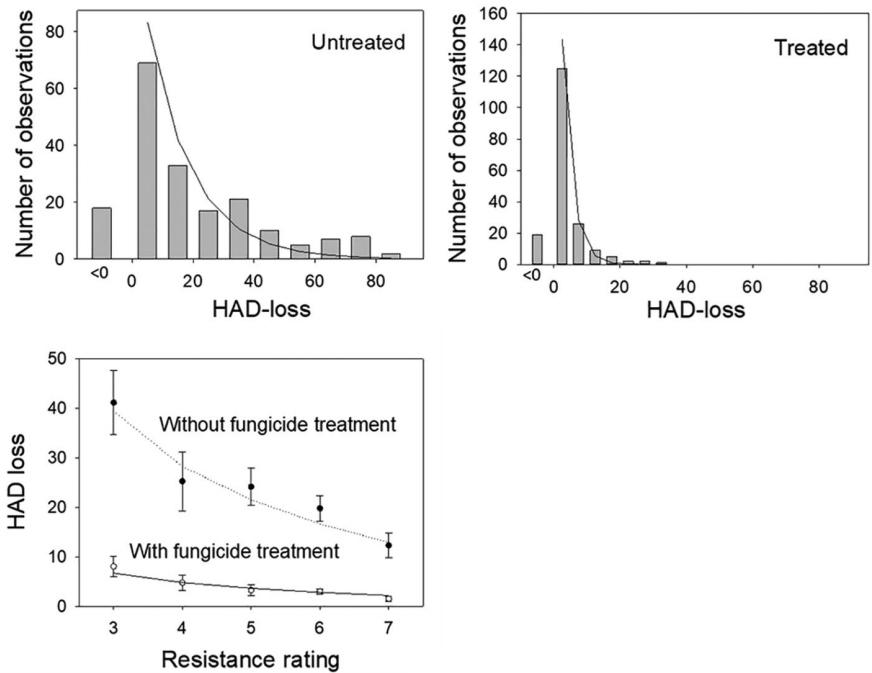 Untreated
Number of observations
80
60
40
20
0
<0 0 20 40 60 80
HAD-loss
Treated
Number of observations
160
140
120
100
80
60
40
20
0
<0 0 20 40 60 80
HAD-loss
HAD loss
50
40
30
20
10
0
Without fungicide treatment
With fungicide treatment
3 4 5 6 7
Resistance rating